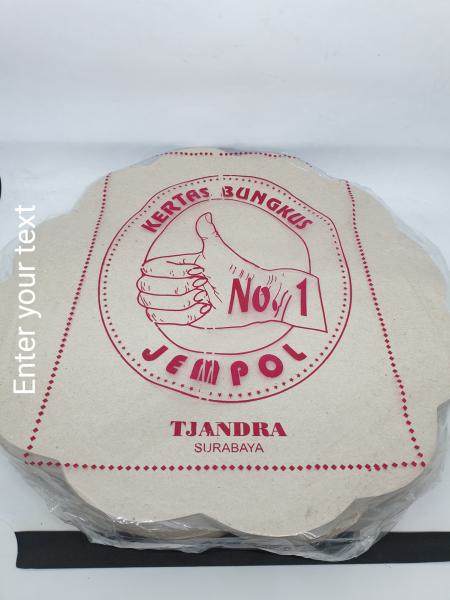 KERTAS BUNGKUS
No. 1
JEMPOL
TJANDRA
SURABAYA
Enter your text